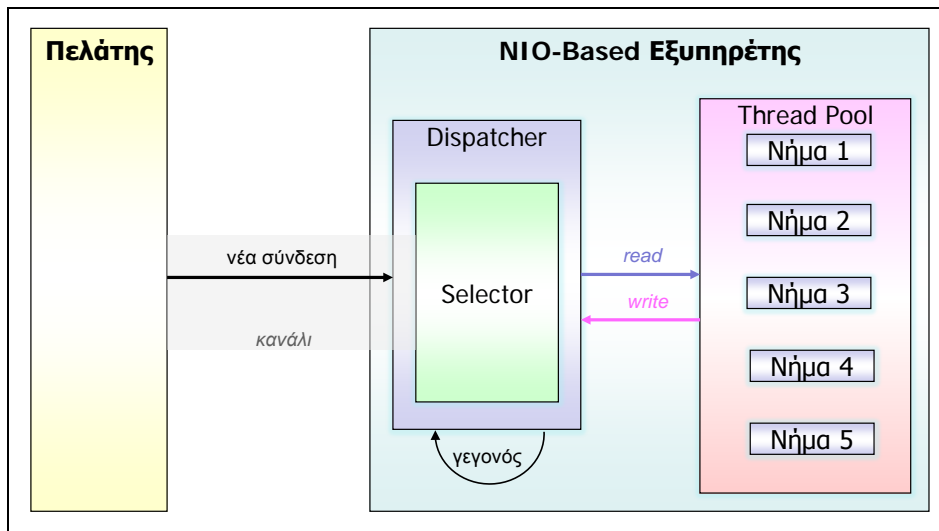 Πελάτης
NIO-Based Εξυπηρέτης
Dispatcher
Selector
νέα σύνδεση
κανάλι
γεγονός
read
write
Thread Pool
Νήμα 1
Νήμα 2
Νήμα 3
Νήμα 4
Νήμα 5